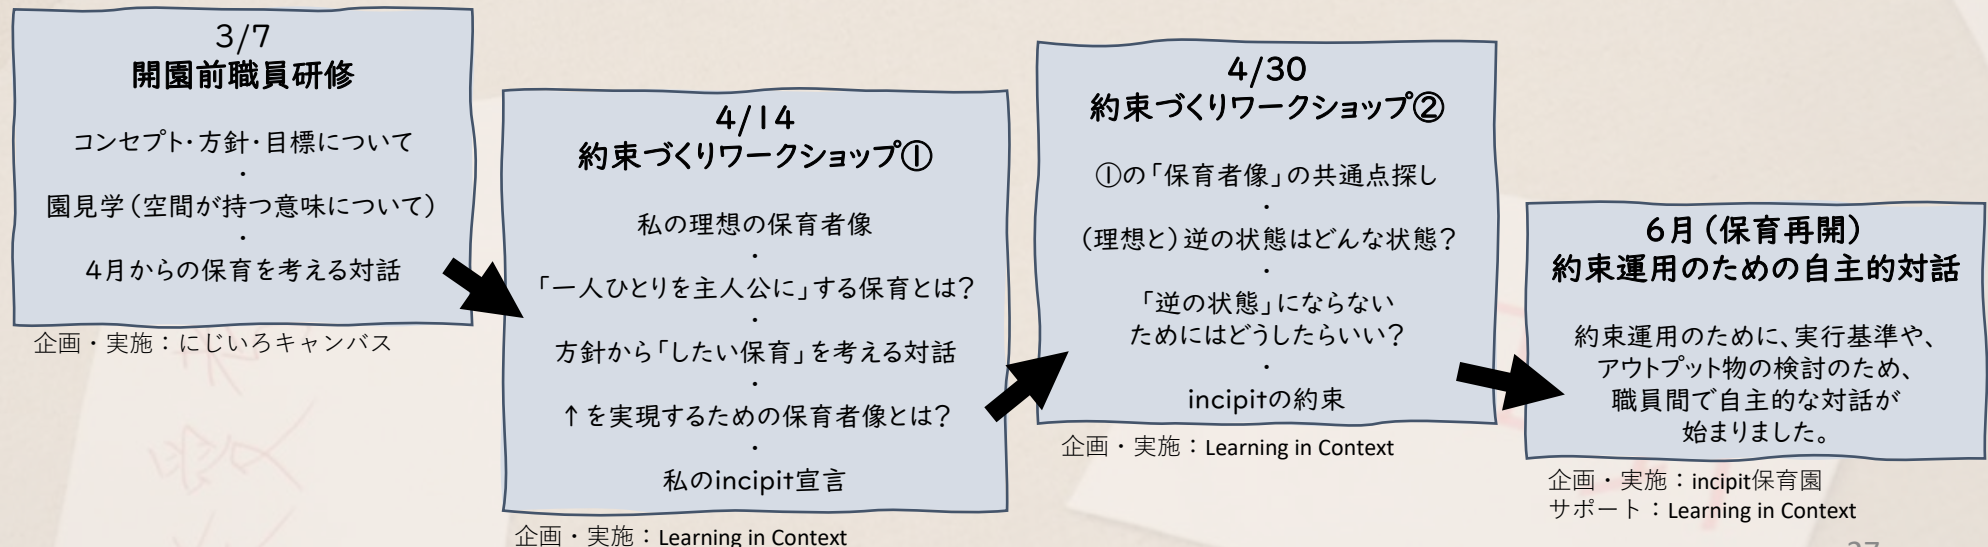 3/7
開園前職員研修
コンセプト・方針・目標について
・
園見学(空間が持つ意味について)
・
4月からの保育を考える対話
企画・実施：にじいろキャンバス
4/14
約束づくりワークショップ①
私の理想の保育者像
・
「一人ひとりを主人公に」する保育とは?
・
方針から「したい保育」を考える対話
・
↑を実現するための保育者像とは?
・
私のincipit宣言
企画・実施：Learning in Context
4/30
約束づくりワークショップ②
①の「保育者像」の共通点探し
・
(理想と)逆の状態はどんな状態?
・
「逆の状態」にならない
ためにはどうしたらいい?
・
incipitの約束
企画・実施：Learning in Context
6月(保育再開)
約束運用のための自主的対話
約束運用のために、実行基準や、
アウトプット物の検討のため、
職員間で自主的な対話が
始まりました。
企画・実施：incipit保育園
サポート：Learning in Context